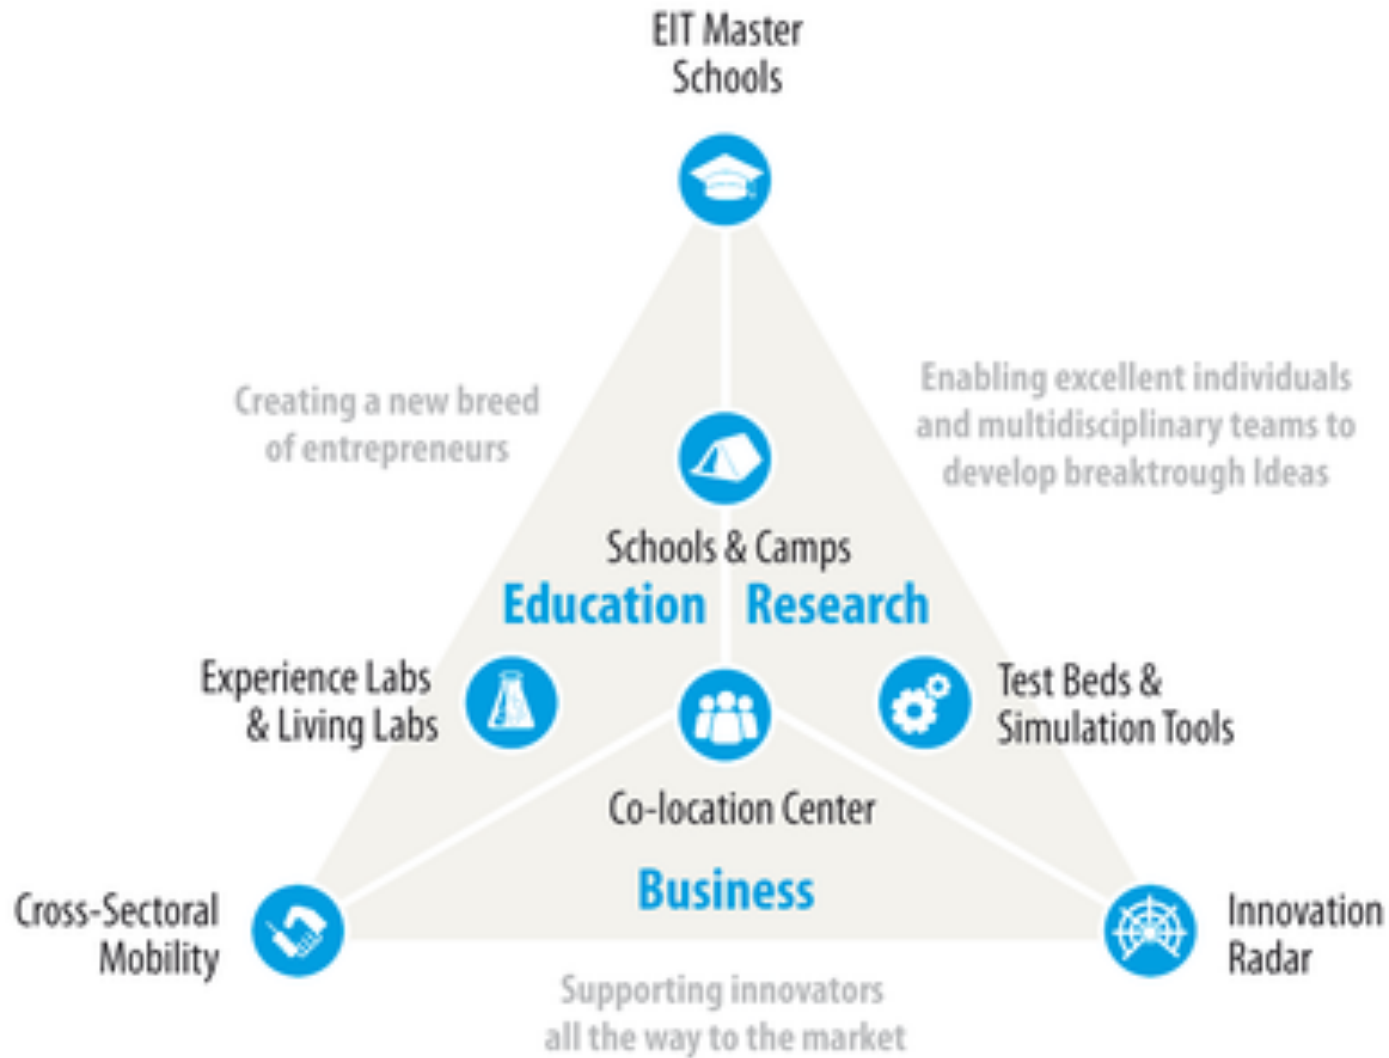 EIT Master
Schools
Creating a new breed
of entrepreneurs
Enabling excellent individuals
and multidisciplinary teams to
develop breaktrough Ideas
Schools & Camps
Education
Research
Experience Labs
& Living Labs
Test Beds &
Simulation Tools
Co-location Center
Business
Cross-Sectoral
Mobility
Innovation
Radar
Supporting innovators
all the way to the market